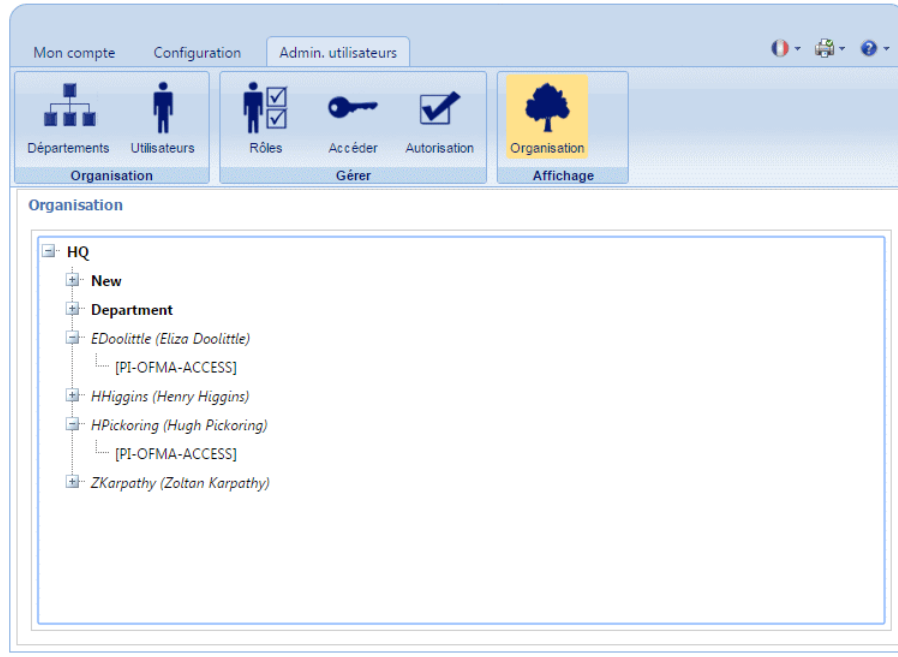 Mon compte Configuration Admin. utilisateurs
Départements Utilisateurs Rôles Accéder Autorisation Organisation
Organisation Gérer Affichage
Organisation
HQ
New
Department
EDoolittle (Eliza Doolittle)
[PI-OFMA-ACCESS]
HHiggins (Henry Higgins)
HPickoring (Hugh Pickoring)
[PI-OFMA-ACCESS]
ZKarpathy (Zoltan Karpathy)